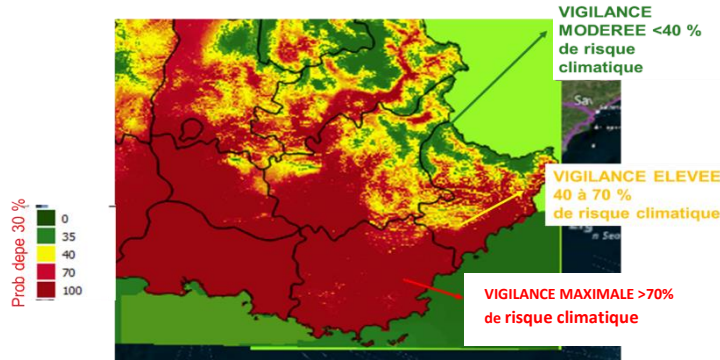 VIGILANCE
MODEREE <40 %
de risque
climatique
VIGILANCE ELEVEE
40 à 70 %
de risque climatique
VIGILANCE MAXIMALE >70%
de risque climatique
Prob depe 30 %
0
35
40
70
100